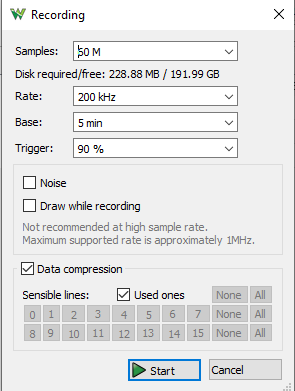 Recording
Samples: 60 M
Disk required/free: 228.88 MB / 191.99 GB
Rate: 200 kHz
Base: 5 min
Trigger: 90 %
Noise
Draw while recording
Not recommended at high sample rate.
Maximum supported rate is approximately 1MHz.
Data compression
Sensible lines: Used ones None All
0 1 2 3 4 5 6 7 None All
8 9 10 11 12 13 14 15 None All
Start Cancel